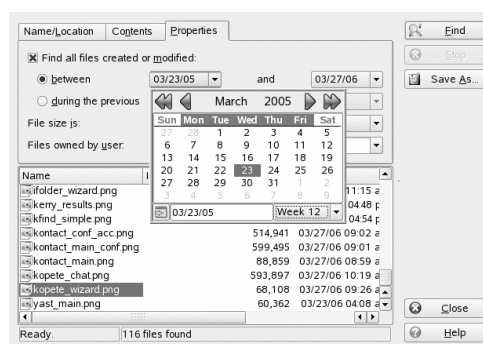 Name/Location Contents Properties
Find
Find all files created or modified:
Stop
between 03/23/05 and 03/27/06
Save As...
during the previous
March 2005
File size is:
Sun Mon Tue Wed Thu Fri Sat
27 28 1 2 3 4 5
Files owned by user:
6 7 8 9 10 11 12
13 14 15 16 17 18 19
20 21 22 23 24 25 26
27 28 29 30 31 1 2
3 4 5 6 7 8 9
03/23/05 Week 12
Name
ifolder_wizard.png 11:15 a
kerry_results.png 04:48 p
kfind_simple.png 04:54 p
kontact_conf_acc.png 514,941 03/27/06 09:02 a
kontact_main_conf.png 599,495 03/27/06 09:01 a
kontact_main.png 88,859 03/27/06 08:59 a
kopete_chat.png 593,897 03/27/06 10:19 a
kopete_wizard.png 68,108 03/27/06 09:26 a
yast_main.png 60,362 03/23/06 04:08 a
Close
Ready. 116 files found
Help